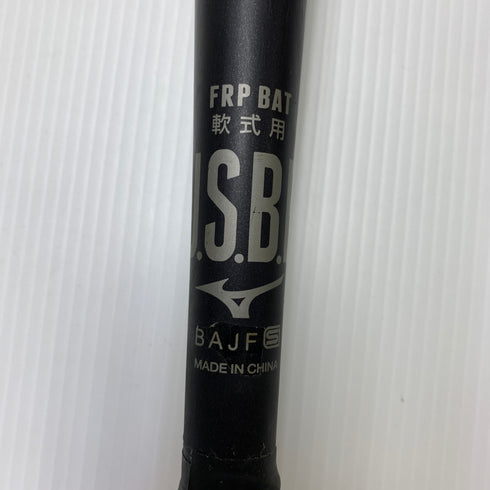 FRP BAT
軟式用
.S.B.
BAJF S
MADE IN CHINA